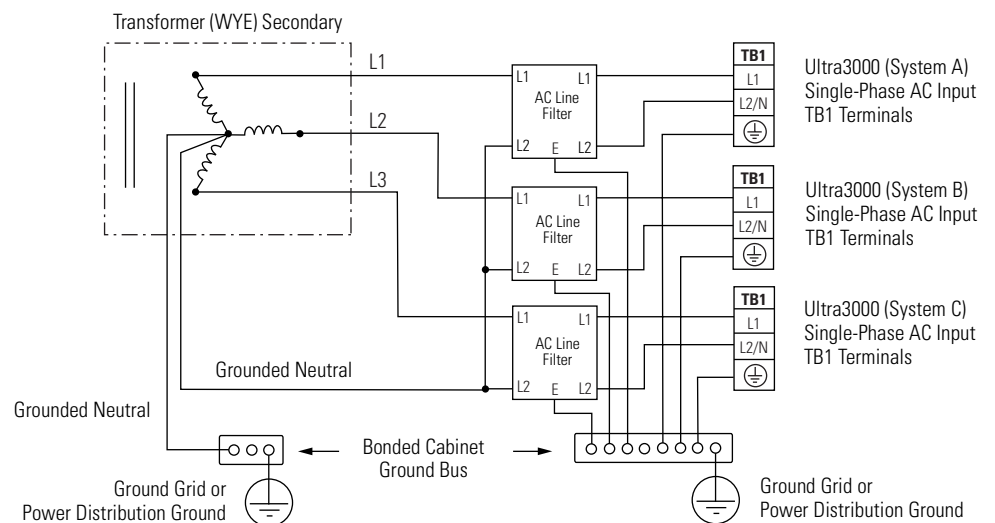 Transformer (WYE) Secondary
L1
L2
L3
L1
L1
AC Line
Filter
L2
E
L2
TB1
L1
L2/N
Ultra3000 (System A)
Single-Phase AC Input
TB1 Terminals
L1
L1
AC Line
Filter
L2
E
L2
TB1
L1
L2/N
Ultra3000 (System B)
Single-Phase AC Input
TB1 Terminals
L1
L1
AC Line
Filter
L2
E
L2
TB1
L1
L2/N
Ultra3000 (System C)
Single-Phase AC Input
TB1 Terminals
Grounded Neutral
Grounded Neutral
Bonded Cabinet
Ground Bus
Ground Grid or
Power Distribution Ground
Ground Grid or
Power Distribution Ground